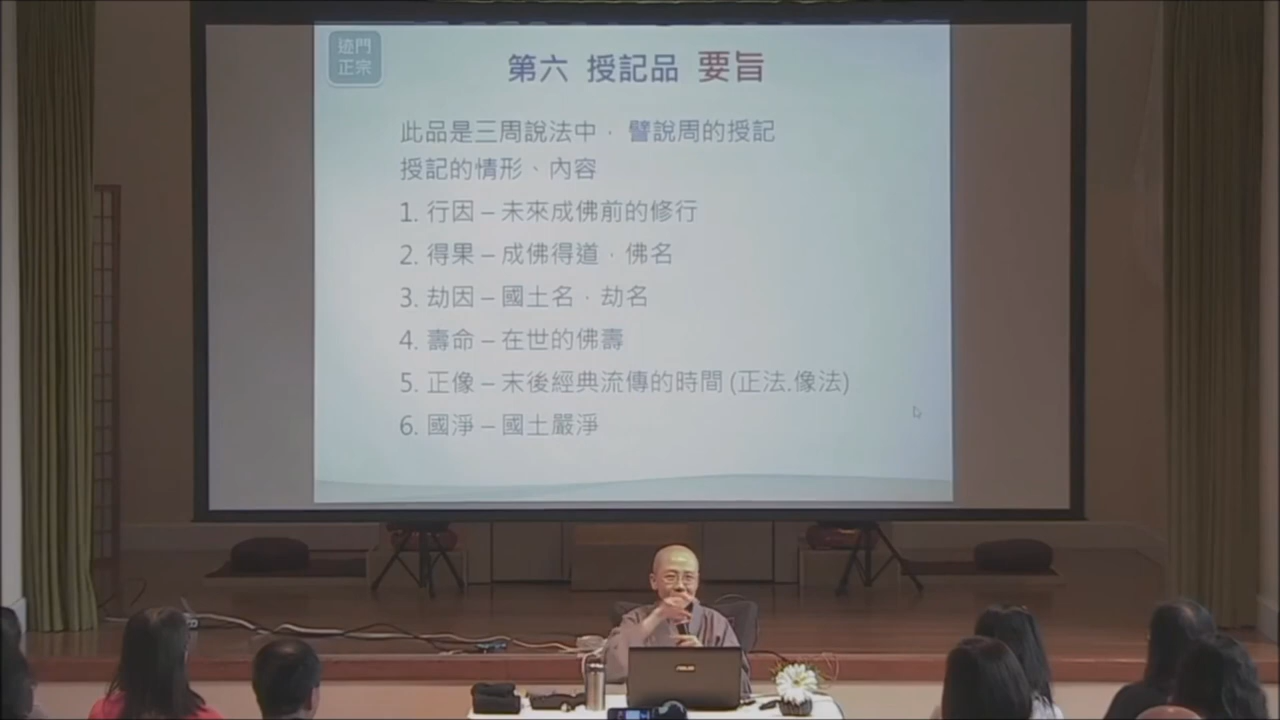 迹門
正宗
第六 授記品 要旨
此品是三周說法中，譬說周的授記
授記的情形、內容
1. 行因 – 未來成佛前的修行
2. 得果 – 成佛得道，佛名
3. 劫因 – 國土名，劫名
4. 壽命 – 在世的佛壽
5. 正像 – 末後經典流傳的時間 (正法.像法)
6. 國淨 – 國土嚴淨
ASUS